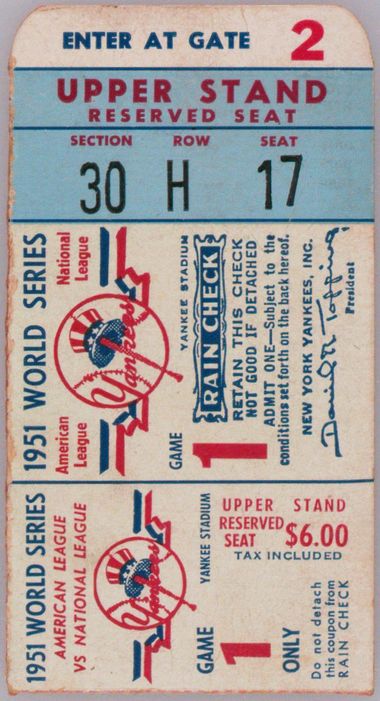 ENTER AT GATE 2
UPPER STAND
RESERVED SEAT
SECTION ROW SEAT
30 H 17
1951 WORLD SERIES
American League National League
Yankees
GAME 1
YANKEE STADIUM
RAIN CHECK
RETAIN THIS CHECK
NOT GOOD IF DETACHED
ADMIT ONE—Subject to the
conditions set forth on the back hereof.
NEW YORK YANKEES, INC.
Daniel R. Topping
President
1951 WORLD SERIES
AMERICAN LEAGUE
VS NATIONAL LEAGUE
Yankees
YANKEE STADIUM
GAME 1 ONLY
UPPER STAND
RESERVED
SEAT $6.00
TAX INCLUDED
Do not detach
this coupon from
RAIN CHECK